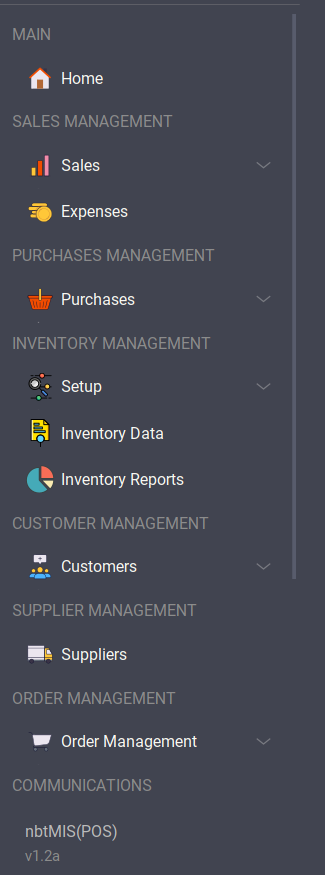 MAIN
Home
SALES MANAGEMENT
Sales
Expenses
PURCHASES MANAGEMENT
Purchases
INVENTORY MANAGEMENT
Setup
Inventory Data
Inventory Reports
CUSTOMER MANAGEMENT
Customers
SUPPLIER MANAGEMENT
Suppliers
ORDER MANAGEMENT
Order Management
COMMUNICATIONS
nbtMIS(POS)
v1.2a